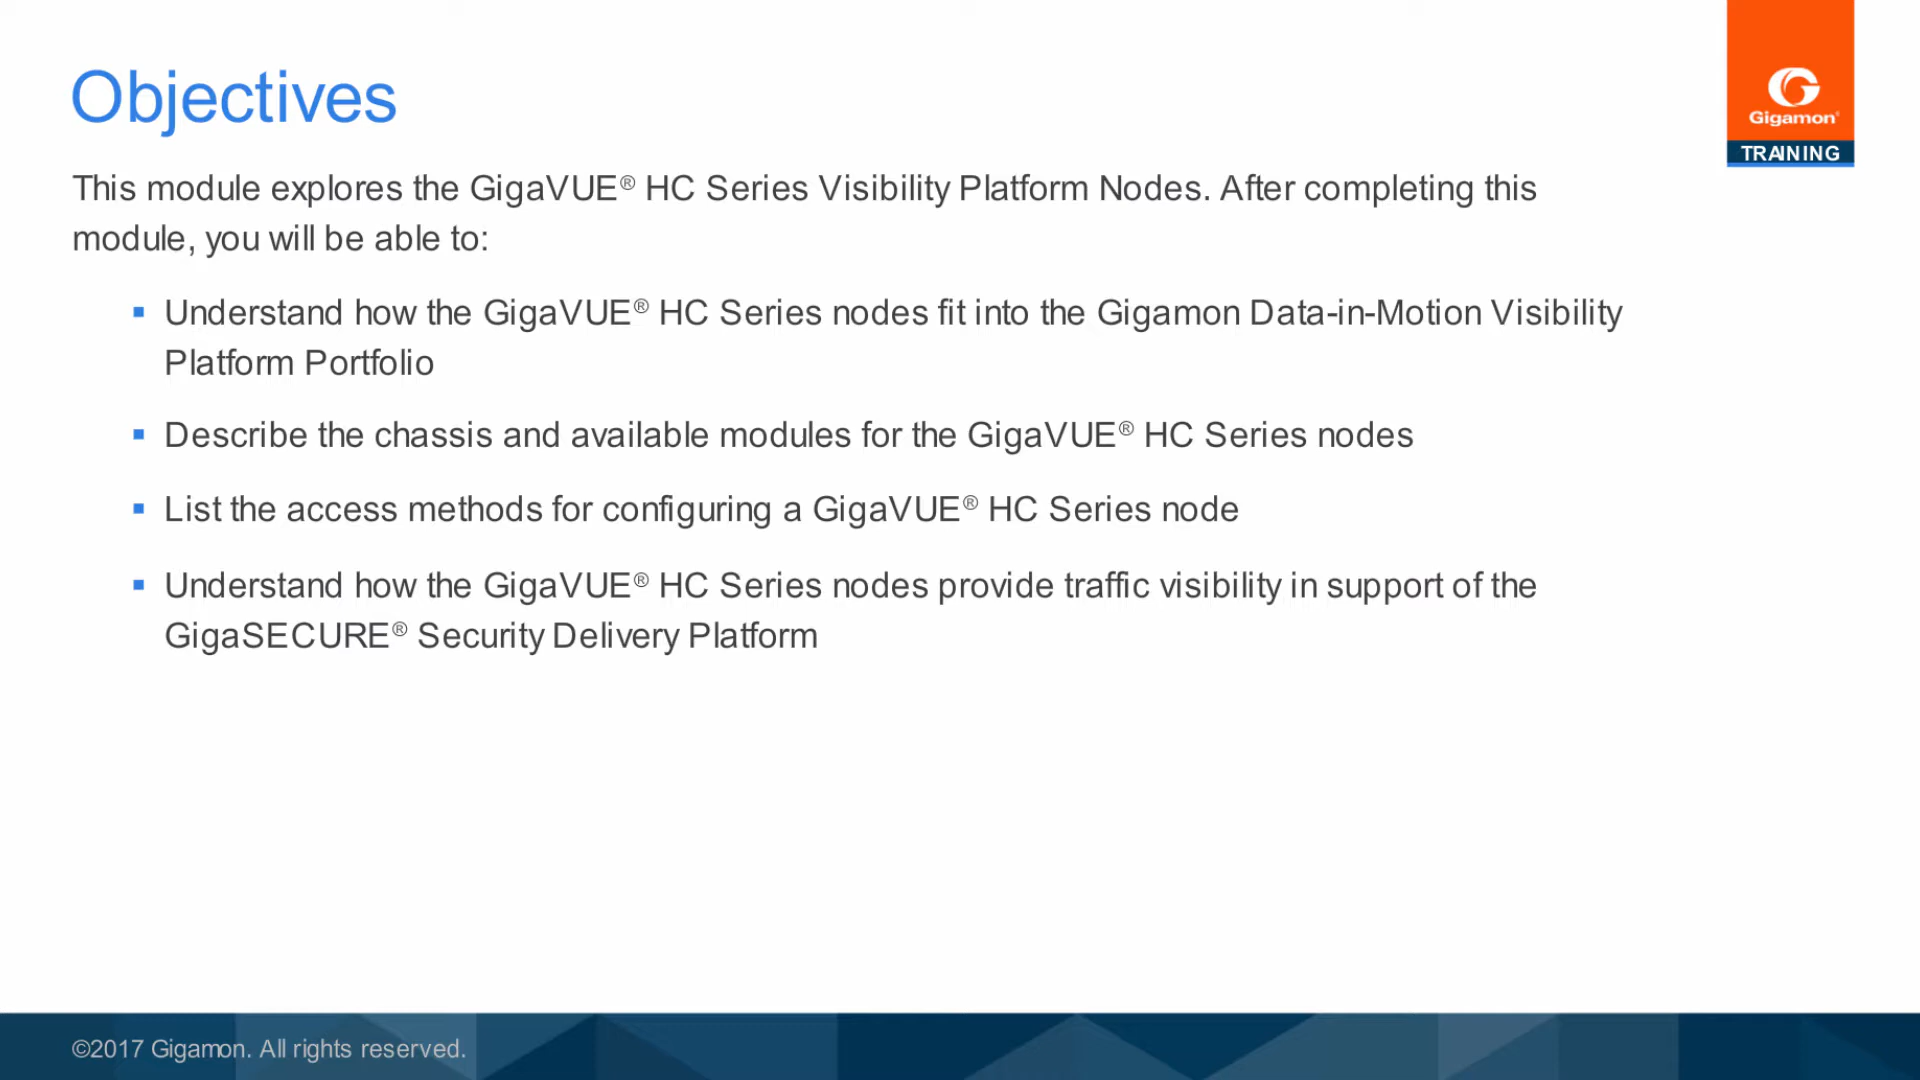 Objectives
Gigamon®
TRAINING
This module explores the GigaVUE® HC Series Visibility Platform Nodes. After completing this
module, you will be able to:
▪ Understand how the GigaVUE® HC Series nodes fit into the Gigamon Data-in-Motion Visibility
Platform Portfolio
▪ Describe the chassis and available modules for the GigaVUE® HC Series nodes
▪ List the access methods for configuring a GigaVUE® HC Series node
▪ Understand how the GigaVUE® HC Series nodes provide traffic visibility in support of the
GigaSECURE® Security Delivery Platform
©2017 Gigamon. All rights reserved.